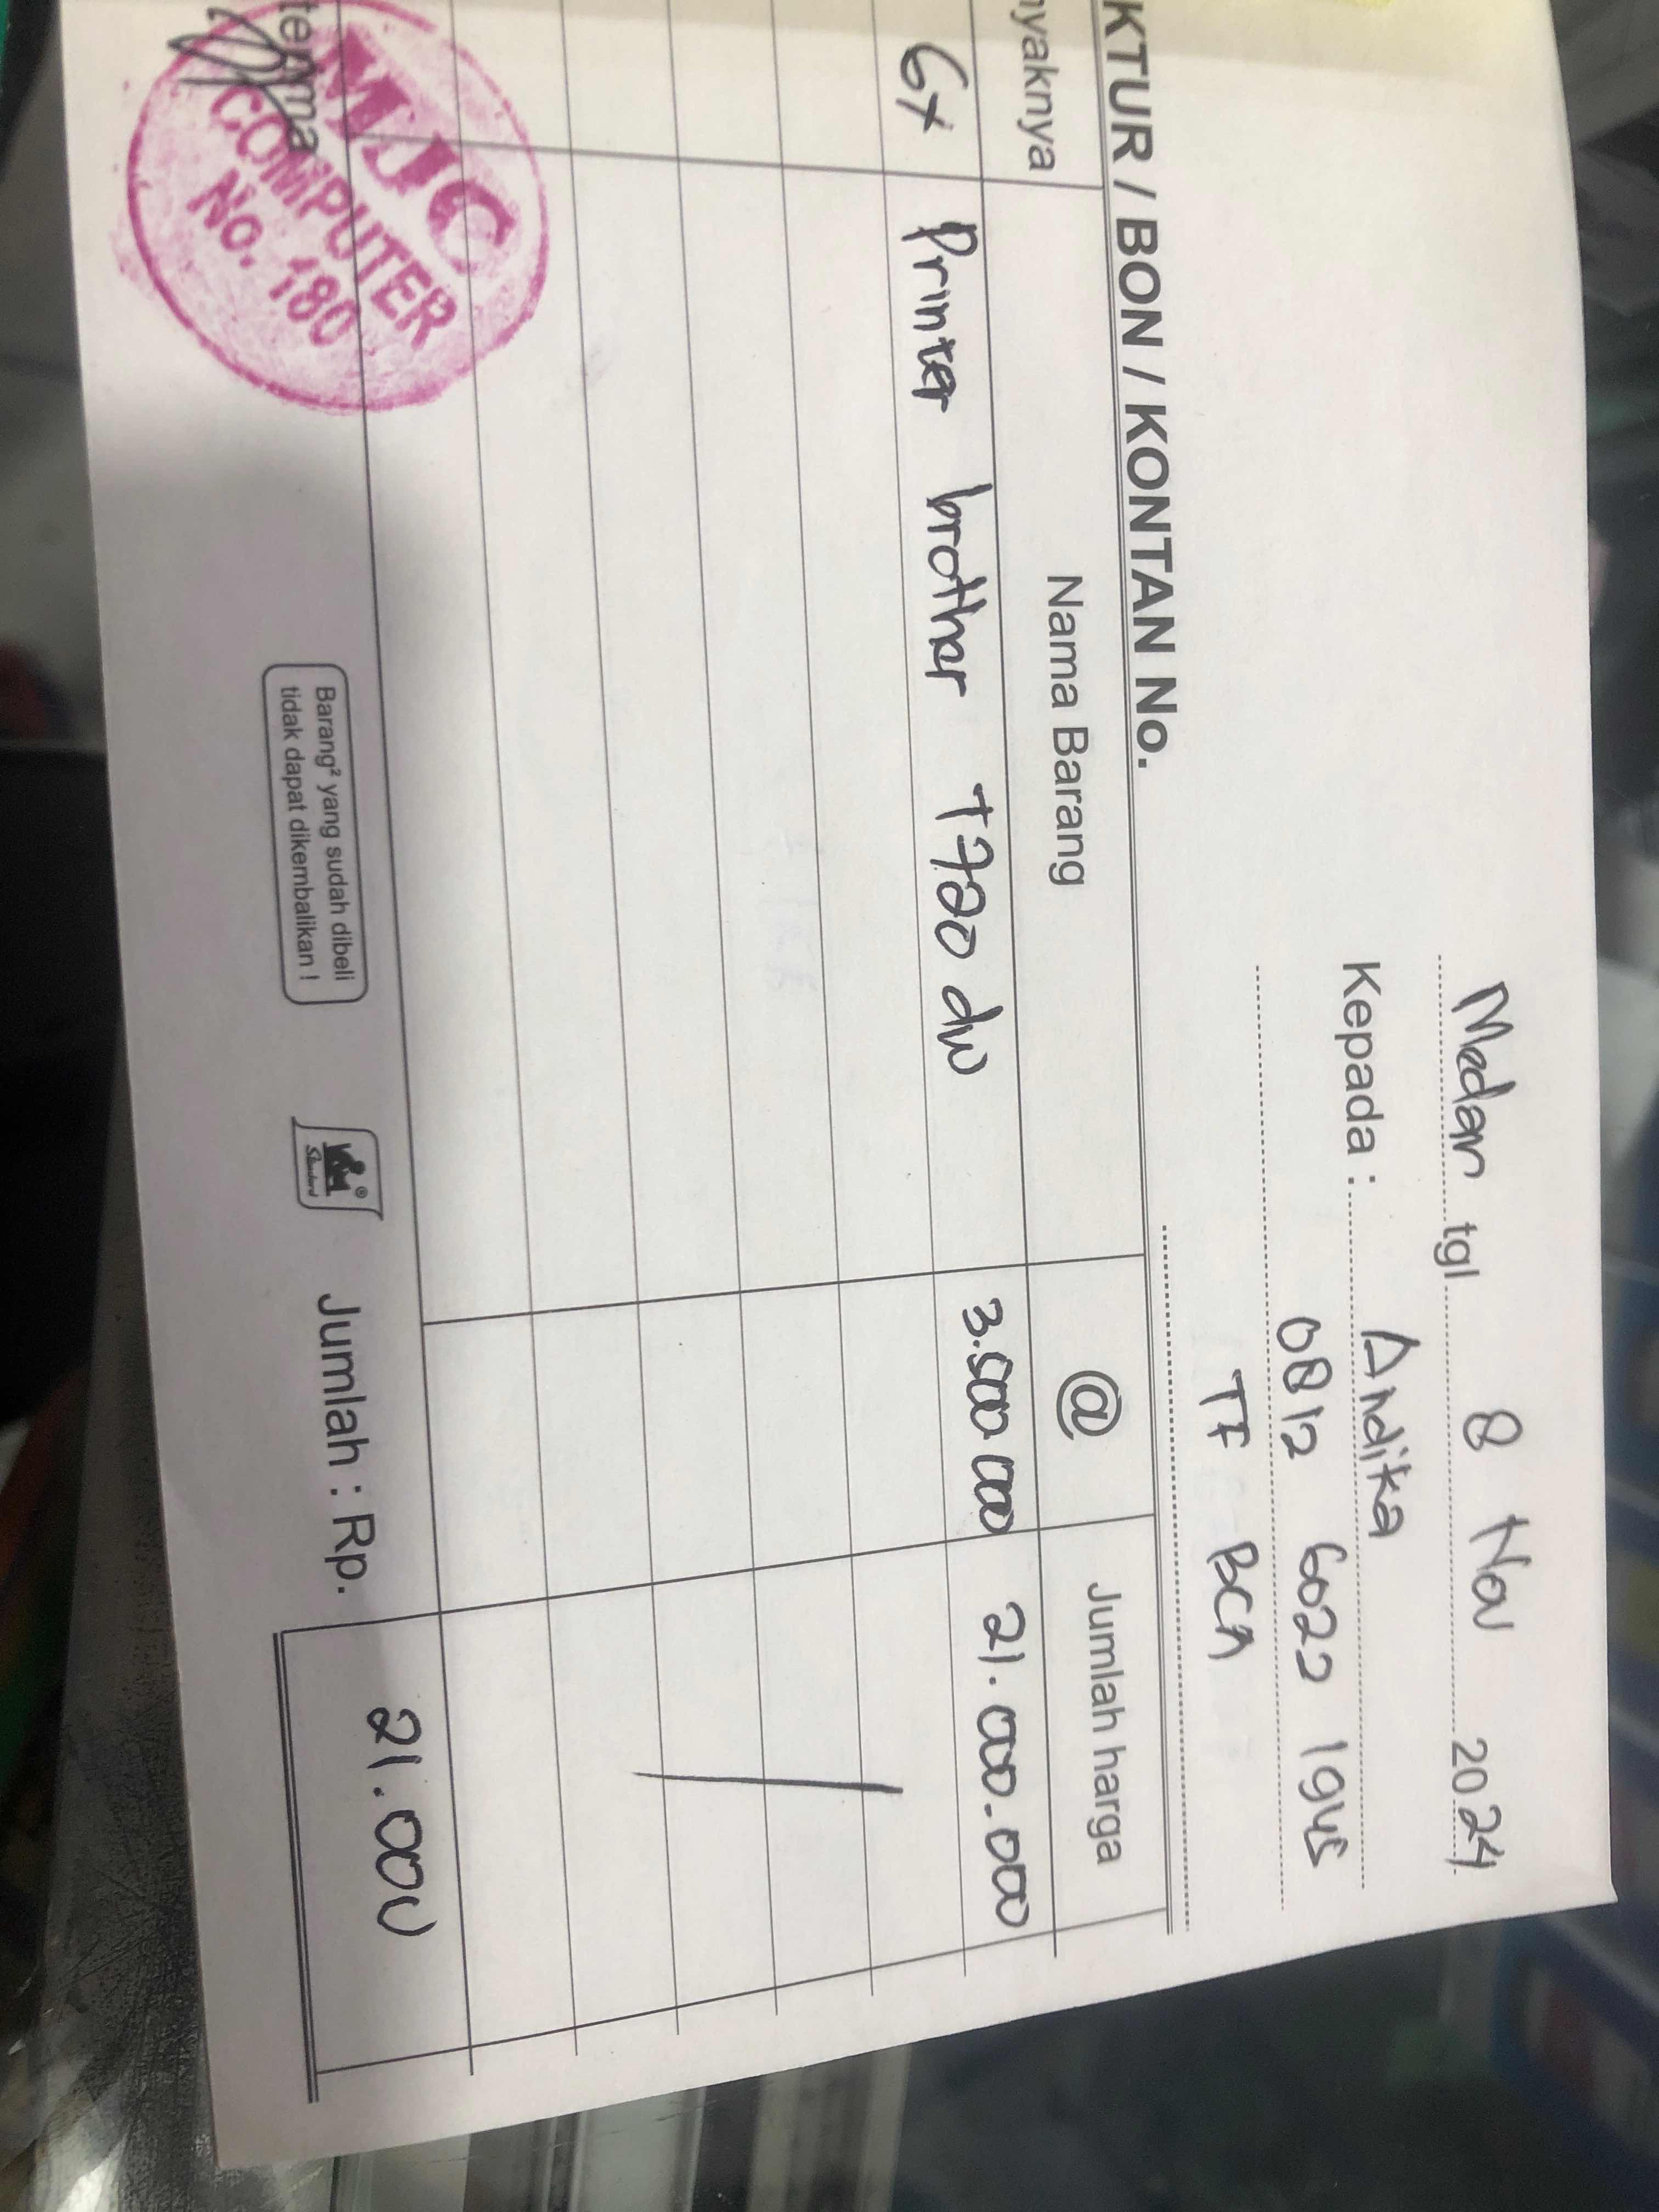 Medan tgl 8 Nov 2024
Kepada : Andika
0812 6022 1945
TF BCA
KTUR / BON / KONTAN No.
nyaknya Nama Barang @ Jumlah harga
6x Printer brother T720 dw 3.500.000 21.000.000
terima
MJC
COMPUTER
No. 180
Barang² yang sudah dibeli
tidak dapat dikembalikan !
Standard
Jumlah : Rp. 21.000